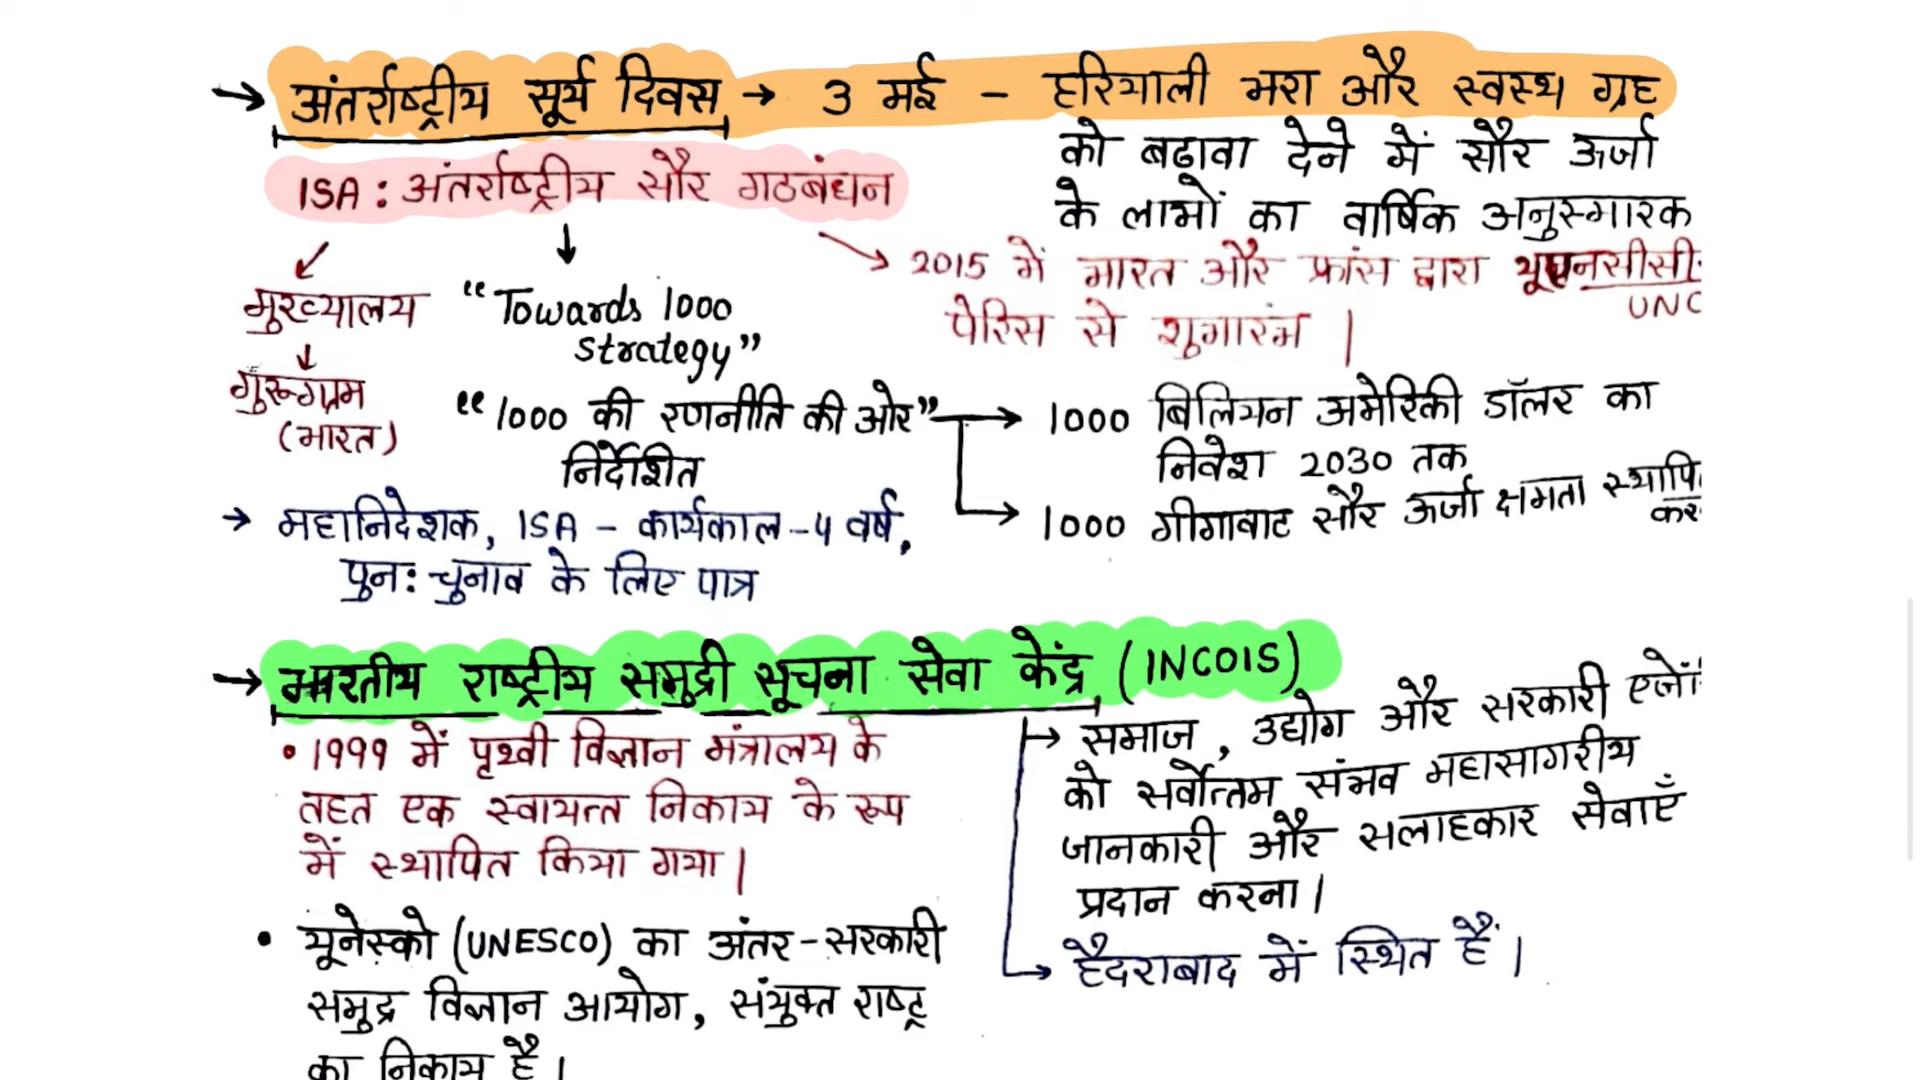 → अंतर्राष्ट्रीय सूर्य दिवस → 3 मई - हरियाली भरा और स्वस्थ ग्रह
को बढ़ावा देने में सौर ऊर्जा
के लाभों का वार्षिक अनुस्मारक
ISA : अंतर्राष्ट्रीय सौर गठबंधन
→ 2015 में भारत और फ्रांस द्वारा यूएनसीसी
UNC
पेरिस से शुभारंभ |
मुख्यालय
↓
गुरूग्राम
(भारत)
"Towards 1000
strategy"
"1000 की रणनीति की ओर"
निर्देशित
→ 1000 बिलियन अमेरिकी डॉलर का
निवेश 2030 तक
→ 1000 गीगावाट सौर ऊर्जा क्षमता स्थापि
कर
→ महानिदेशक, ISA - कार्यकाल - 4 वर्ष,
पुन: चुनाव के लिए पात्र
→ भारतीय राष्ट्रीय समुद्री सूचना सेवा केंद्र (INCOIS)
• 1999 में पृथ्वी विज्ञान मंत्रालय के
तहत एक स्वायत्त निकाय के रूप
में स्थापित किया गया |
• यूनेस्को (UNESCO) का अंतर-सरकारी
समुद्र विज्ञान आयोग, संयुक्त राष्ट्र
का निकाय है |
→ समाज, उद्योग और सरकारी एजें
को सर्वोत्तम संभव महासागरीय
जानकारी और सलाहकार सेवाएँ
प्रदान करना |
→ हैदराबाद में स्थित हैं |